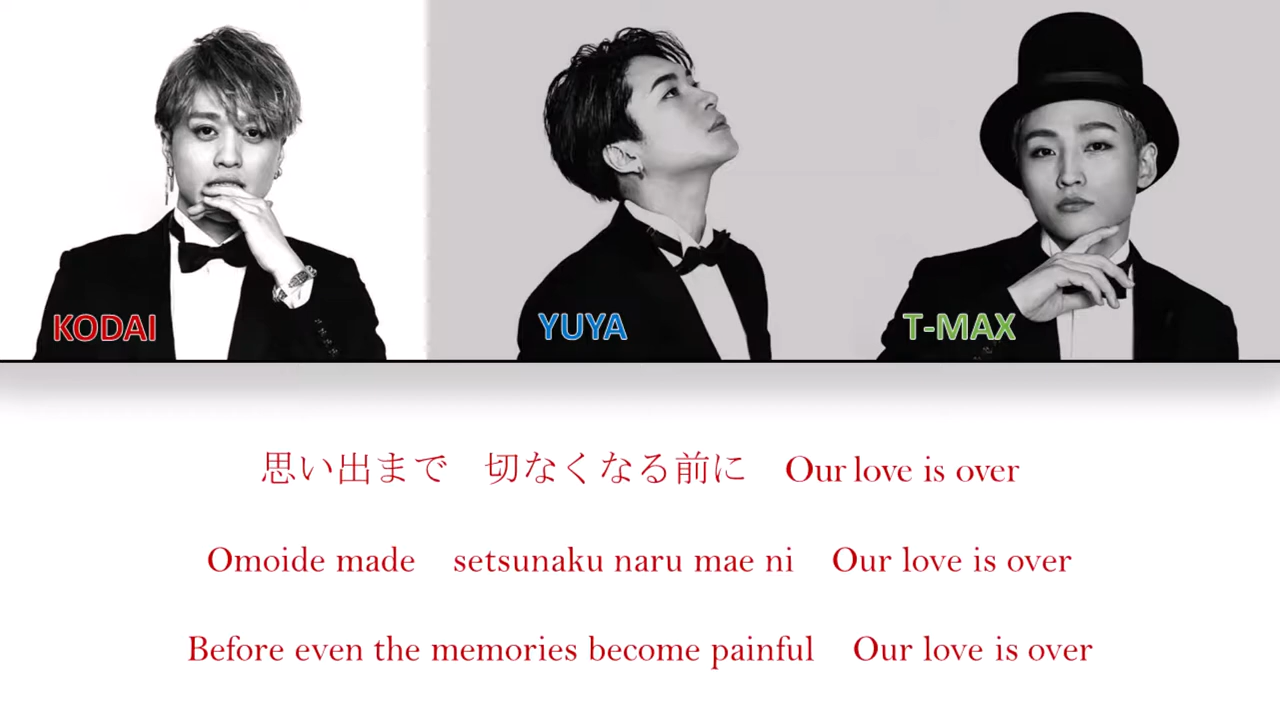 KODAI
YUYA
T-MAX
思い出まで　切なくなる前に　Our love is over
Omoide made　setsunaku naru mae ni　Our love is over
Before even the memories become painful　Our love is over